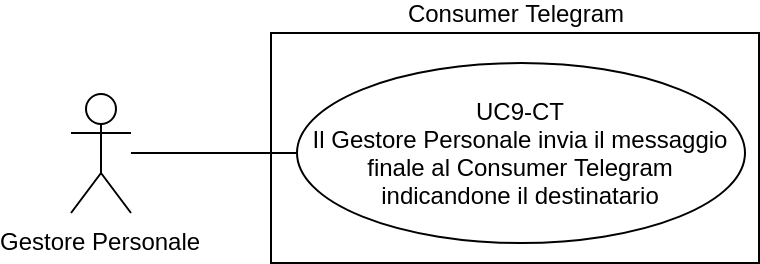 Consumer Telegram
UC9-CT
Il Gestore Personale invia il messaggio
finale al Consumer Telegram
indicandone il destinatario
Gestore Personale